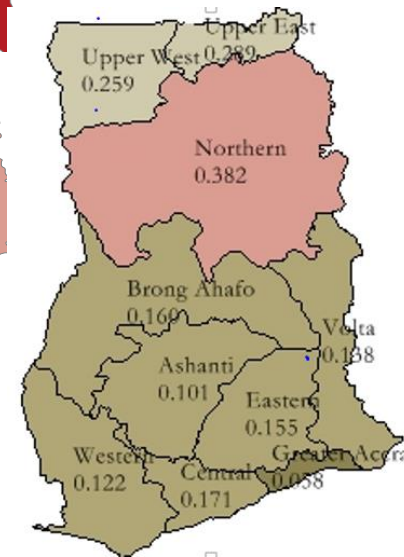 Upper East
0.289
Upper West
0.259
Northern
0.382
Brong Ahafo
0.160
Volta
0.138
Ashanti
0.101
Eastern
0.155
Western
0.122
Central
0.171
Greater Accra
0.058